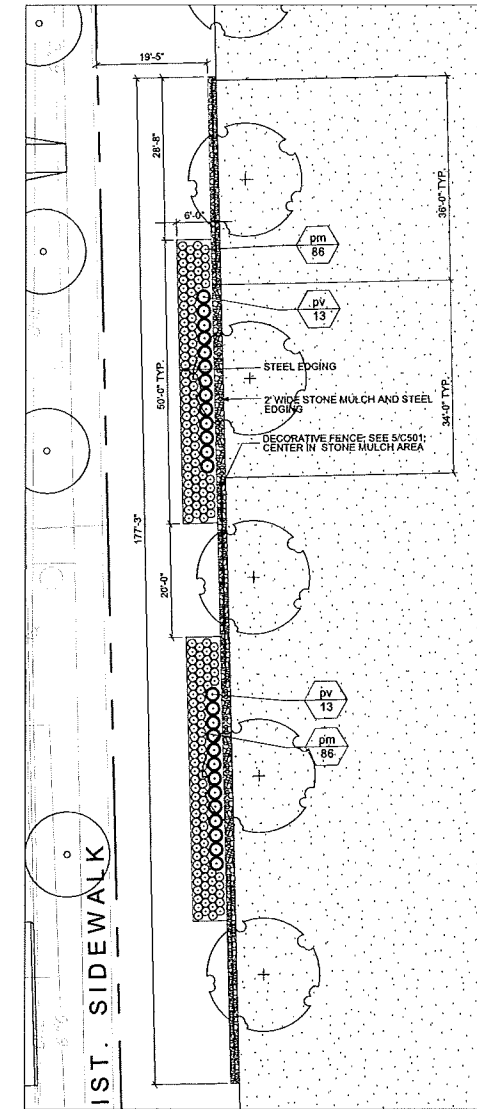 19'-5"
28'-8"
36'-0" TYP.
6'-0"
pm
86
pv
13
50'-0" TYP.
STEEL EDGING
2' WIDE STONE MULCH AND STEEL
EDGING
34'-0" TYP.
DECORATIVE FENCE; SEE 5/C501;
CENTER IN STONE MULCH AREA
177'-3"
20'-0"
pv
13
pm
86
IST. SIDEWALK